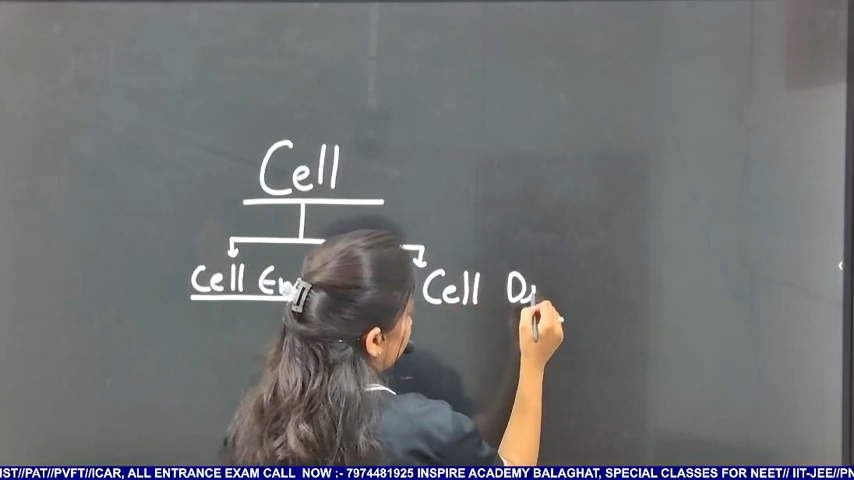 Cell
Cell En Cell D
IST//PAT//PVFT//ICAR, ALL ENTRANCE EXAM CALL NOW :- 7974481925 INSPIRE ACADEMY BALAGHAT, SPECIAL CLASSES FOR NEET// IIT-JEE//PN